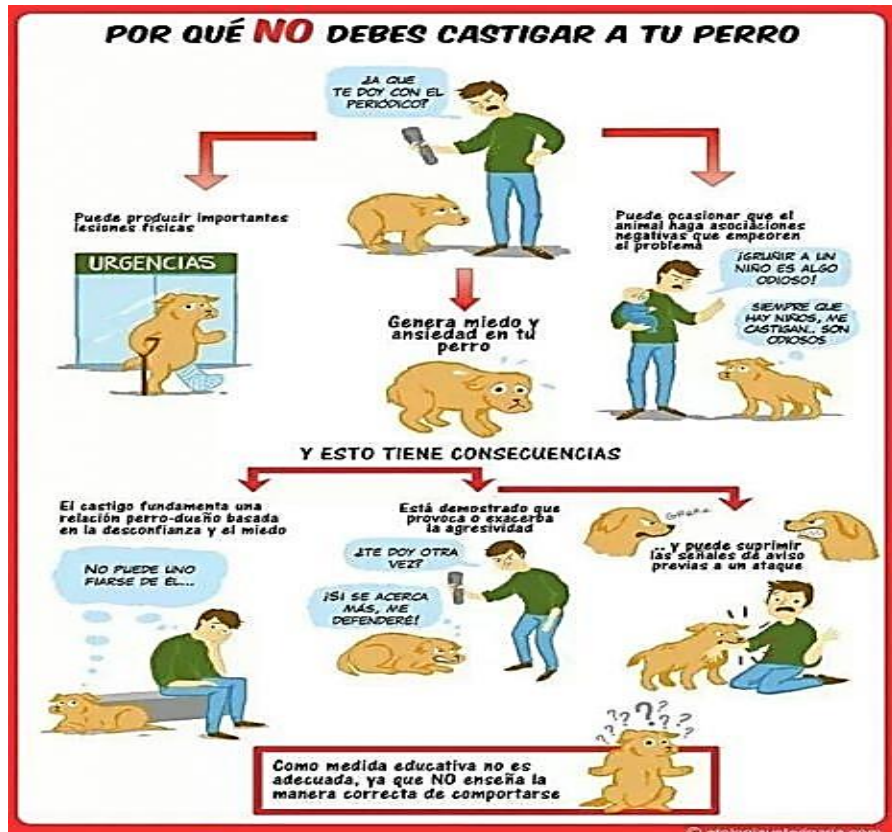 POR QUÉ NO DEBES CASTIGAR A TU PERRO
¿A QUE
TE DOY CON EL
PERIÓDICO?
Puede producir importantes
lesiones físicas
URGENCIAS
Genera miedo y
ansiedad en tu
perro
Puede ocasionar que el
animal haga asociaciones
negativas que empeoren
el problema
¡GRUÑIR A UN
NIÑO ES ALGO
ODIOSO!
SIEMPRE QUE
HAY NIÑOS, ME
CASTIGAN.. SON
ODIOSOS
Y ESTO TIENE CONSECUENCIAS
El castigo fundamenta una
relación perro-dueño basada
en la desconfianza y el miedo
NO PUEDE UNO
FIARSE DE ÉL...
Está demostrado que
provoca o exacerba
la agresividad
¿TE DOY OTRA
VEZ?
¡SI SE ACERCA
MÁS, ME
DEFENDERÉ!
... y puede suprimir
las señales de aviso
previas a un ataque
??????
Como medida educativa no es
adecuada, ya que NO enseña la
manera correcta de comportarse